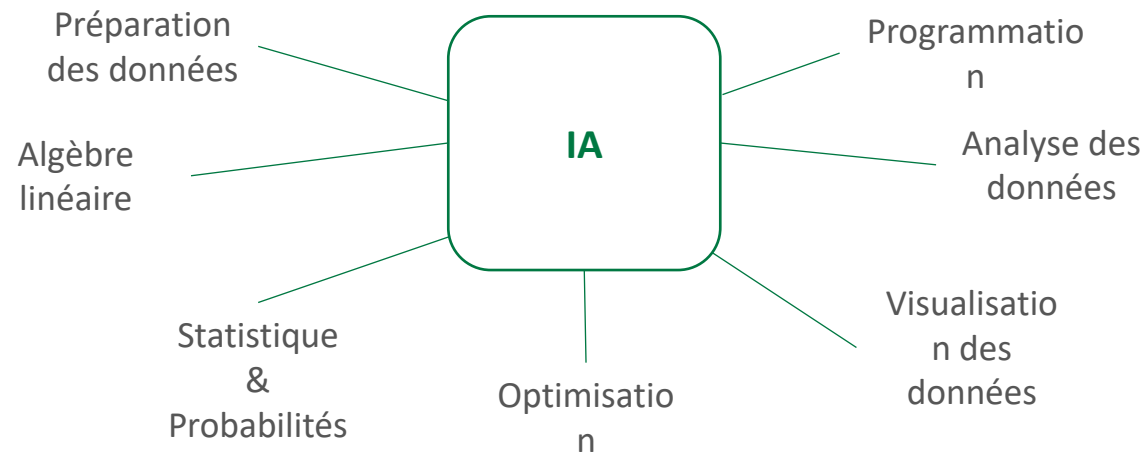 Préparation
des données
Algèbre
linéaire
Statistique
&
Probabilités
IA
Optimisatio
n
Programmatio
n
Analyse des
données
Visualisatio
n des
données